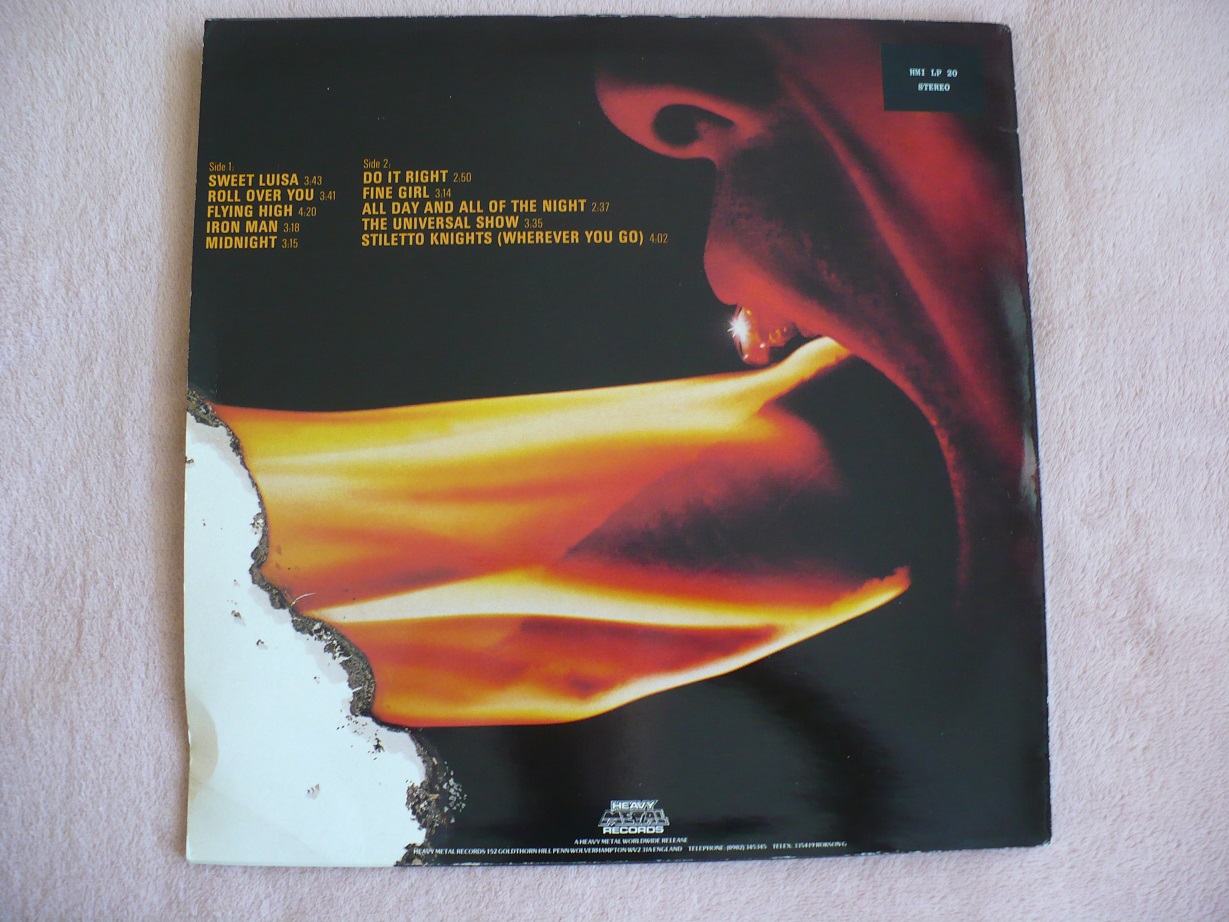 HMI LP 20
STEREO
Side 1:
SWEET LUISA 3:43
ROLL OVER YOU 3:41
FLYING HIGH 4:20
IRON MAN 3:18
MIDNIGHT 3:15
Side 2:
DO IT RIGHT 2:50
FINE GIRL 3:14
ALL DAY AND ALL OF THE NIGHT 2:37
THE UNIVERSAL SHOW 3:35
STILETTO KNIGHTS (WHEREVER YOU GO) 4:02
HEAVY
METAL
RECORDS
A HEAVY METAL WORLDWIDE RELEASE
HEAVY METAL RECORDS 152 GOLDTHORN HILL PENN WOLVERHAMPTON WV2 3JA ENGLAND TELEPHONE: (0902) 345345 TELEX: 335419 ROBSON G